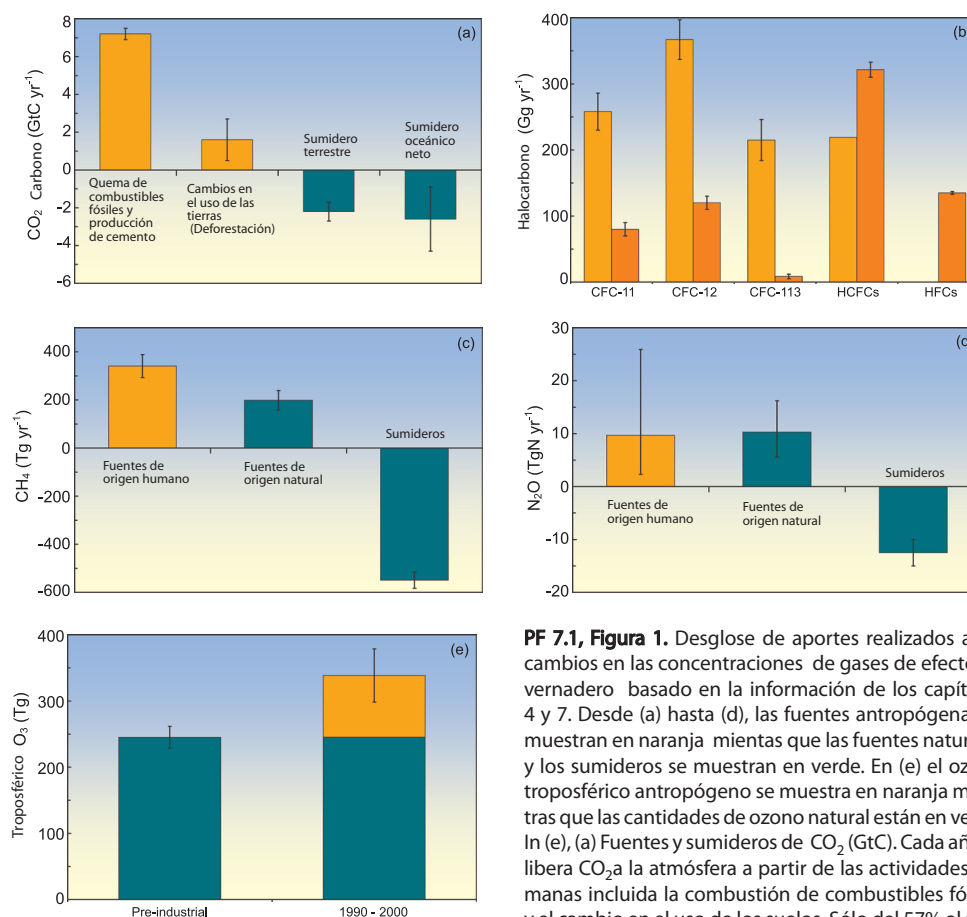 8
6
4
2
0
-2
-4
-6
CO₂ Carbono (GtC yr⁻¹)
(a)
Quema de
combustibles
fósiles y
producción
de cemento
Cambios en
el uso de las
tierras
(Deforestación)
Sumidero
terrestre
Sumidero
oceánico
neto
400
300
200
100
0
Halocarbono (Gg yr⁻¹)
(b
CFC-11 CFC-12 CFC-113 HCFCs HFCs
400
200
0
-200
-400
-600
CH₄ (Tg yr⁻¹)
(c)
Fuentes de
origen humano
Fuentes de
origen natural
Sumideros
30
20
10
0
-10
-20
N₂O (TgN yr⁻¹)
(d
Fuentes de
origen humano
Fuentes de
origen natural
Sumideros
400
300
200
100
0
Troposférico O₃ (Tg)
(e)
Pre-industrial 1990 - 2000
PF 7.1, Figura 1. Desglose de aportes realizados a
cambios en las concentraciones de gases de efecto
vernadero basado en la información de los capít
4 y 7. Desde (a) hasta (d), las fuentes antropógena
muestran en naranja mientas que las fuentes natur
y los sumideros se muestran en verde. En (e) el oz
troposférico antropógeno se muestra en naranja m
tras que las cantidades de ozono natural están en ve
In (e), (a) Fuentes y sumideros de CO₂ (GtC). Cada añ
libera CO₂a la atmósfera a partir de las actividades
manas incluida la combustión de combustibles fó